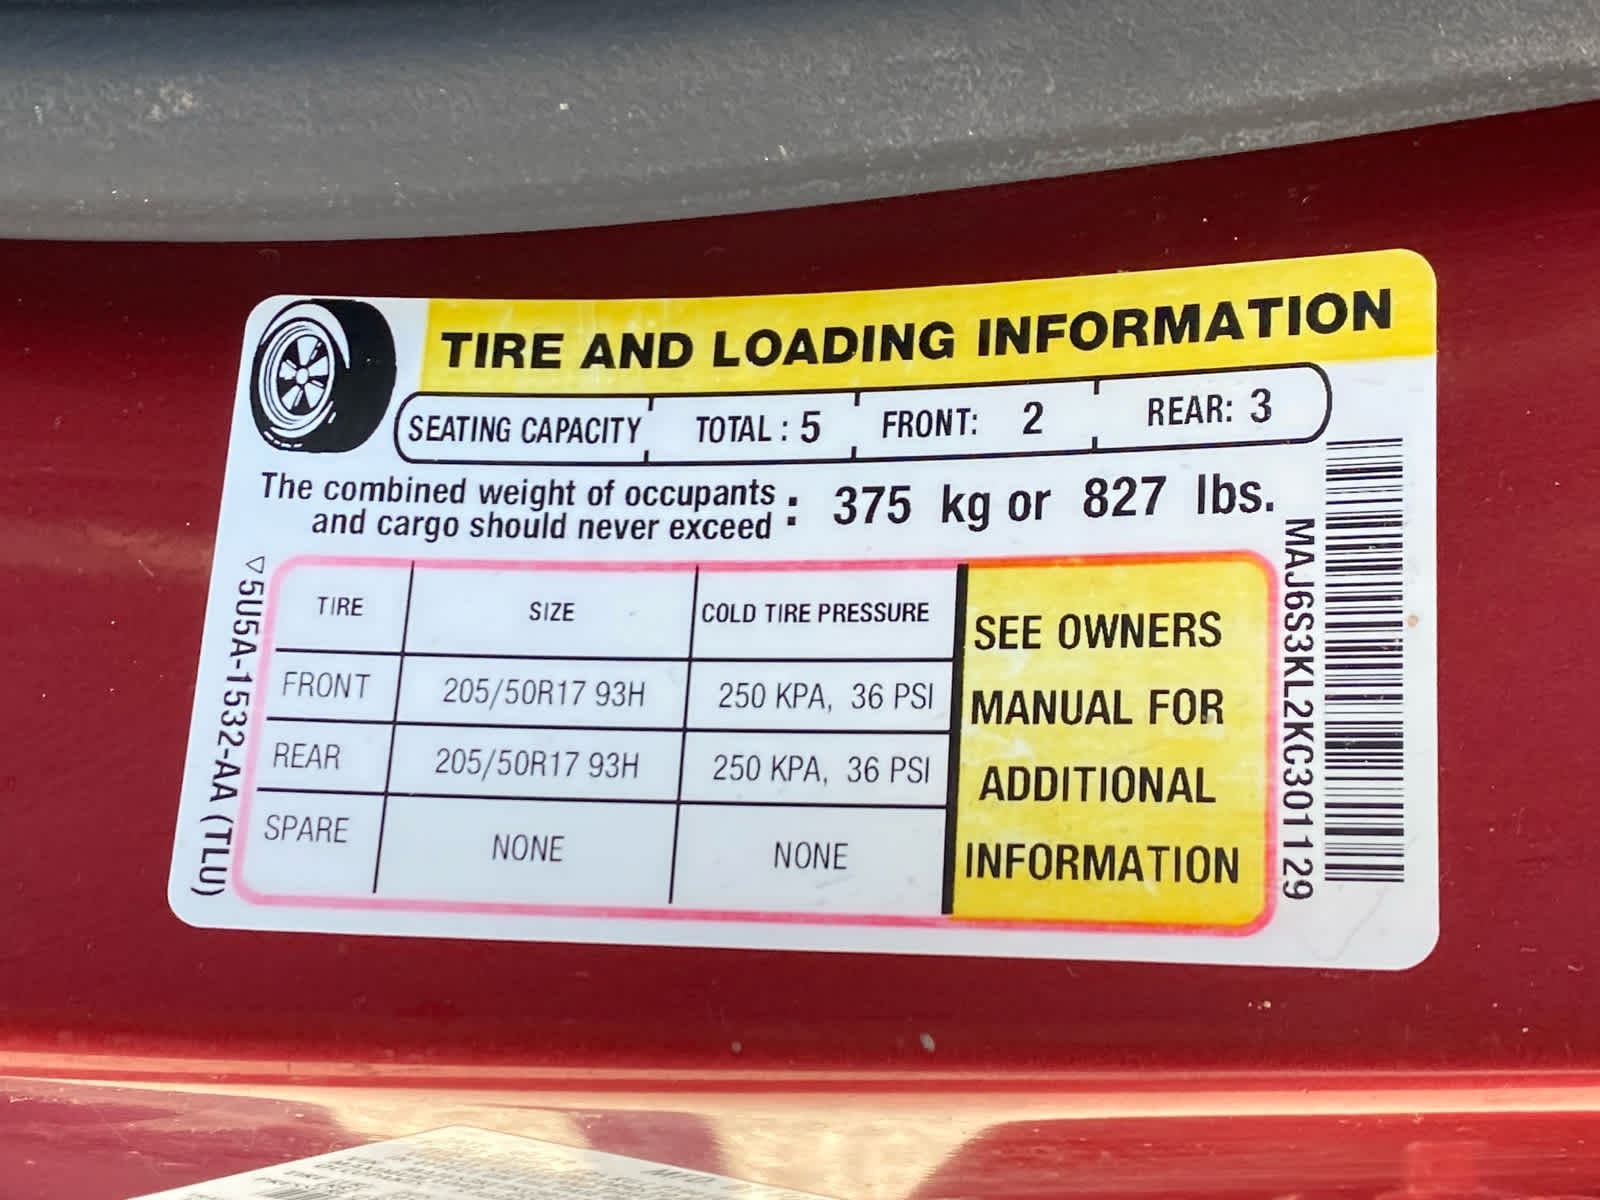 TIRE AND LOADING INFORMATION
SEATING CAPACITY TOTAL : 5 FRONT: 2 REAR: 3
The combined weight of occupants
and cargo should never exceed : 375 kg or 827 lbs.
TIRE SIZE COLD TIRE PRESSURE
FRONT 205/50R17 93H 250 KPA, 36 PSI
REAR 205/50R17 93H 250 KPA, 36 PSI
SPARE NONE NONE
SEE OWNERS
MANUAL FOR
ADDITIONAL
INFORMATION
▽5U5A-1532-AA (TLU)
MAJ6S3KL2KC301129